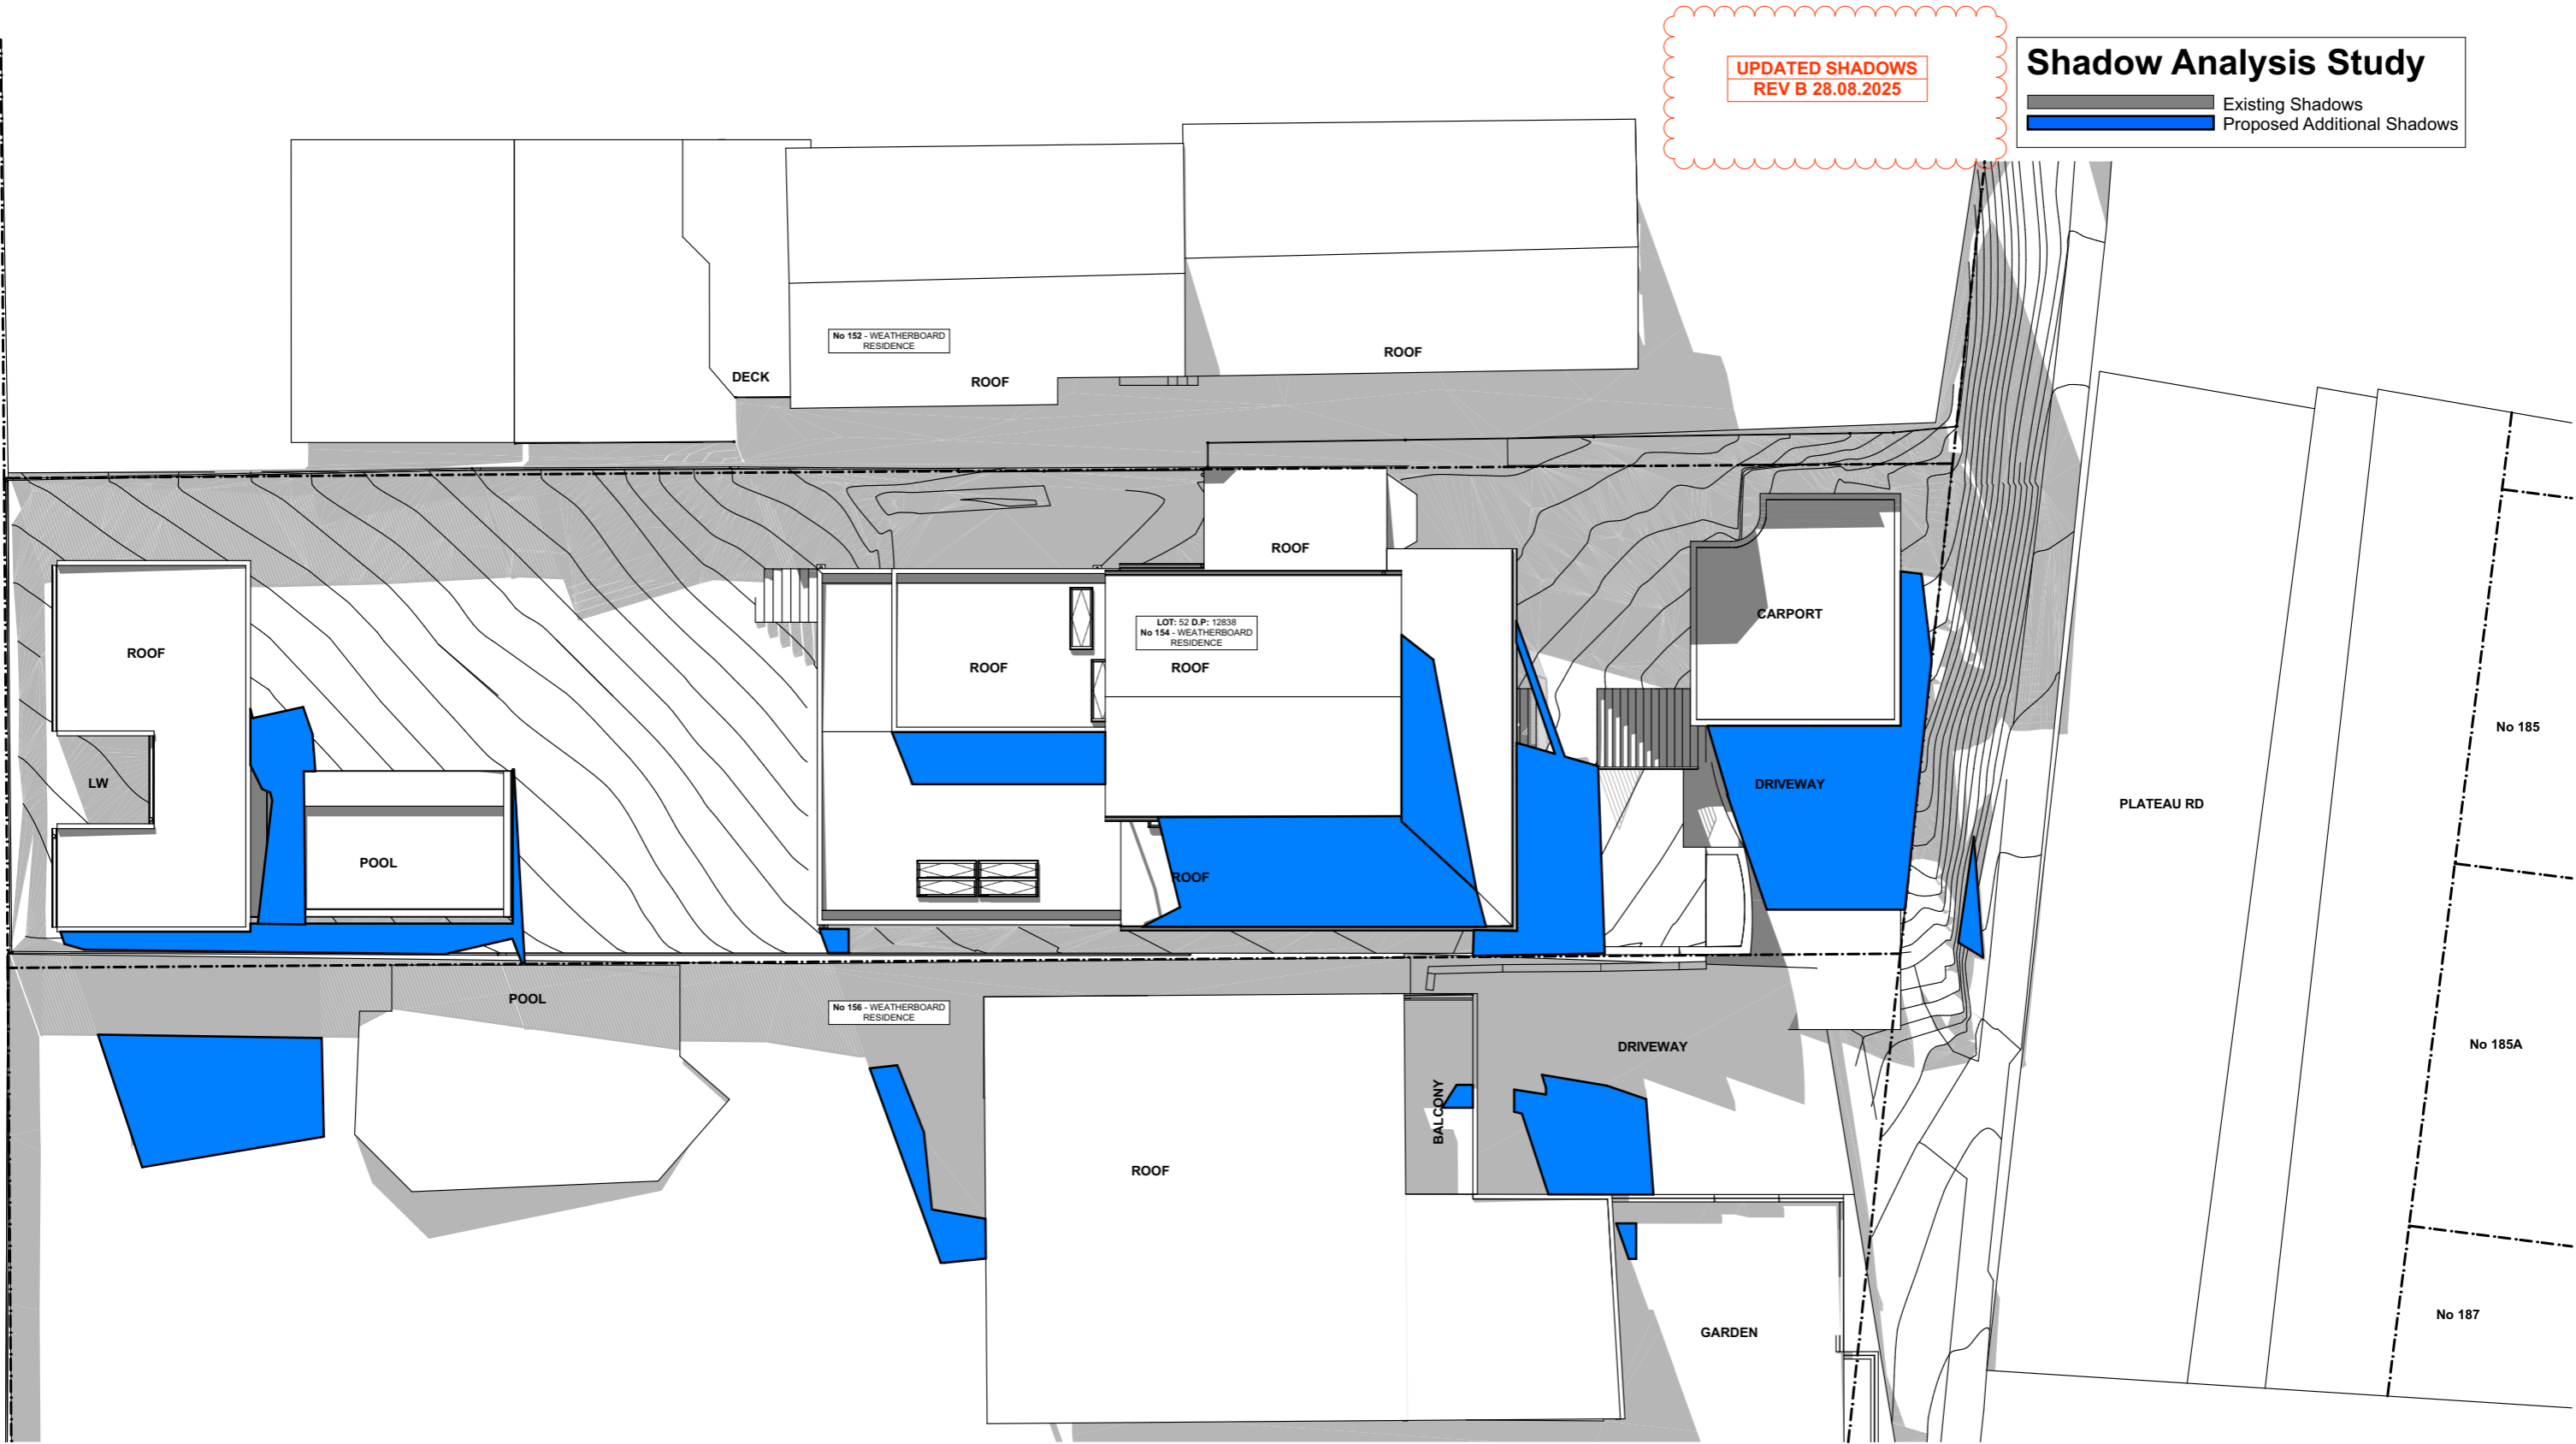 UPDATED SHADOWS
REV B 28.08.2025
Shadow Analysis Study
Existing Shadows
Proposed Additional Shadows
No 152 - WEATHERBOARD
RESIDENCE
DECK
ROOF
ROOF
ROOF
LOT: 52 D.P: 12838
No 154 - WEATHERBOARD
RESIDENCE
CARPORT
ROOF
ROOF
ROOF
No 185
LW
DRIVEWAY
PLATEAU RD
POOL
ROOF
POOL
No 156 - WEATHERBOARD
RESIDENCE
DRIVEWAY
No 185A
BALCONY
ROOF
No 187
GARDEN